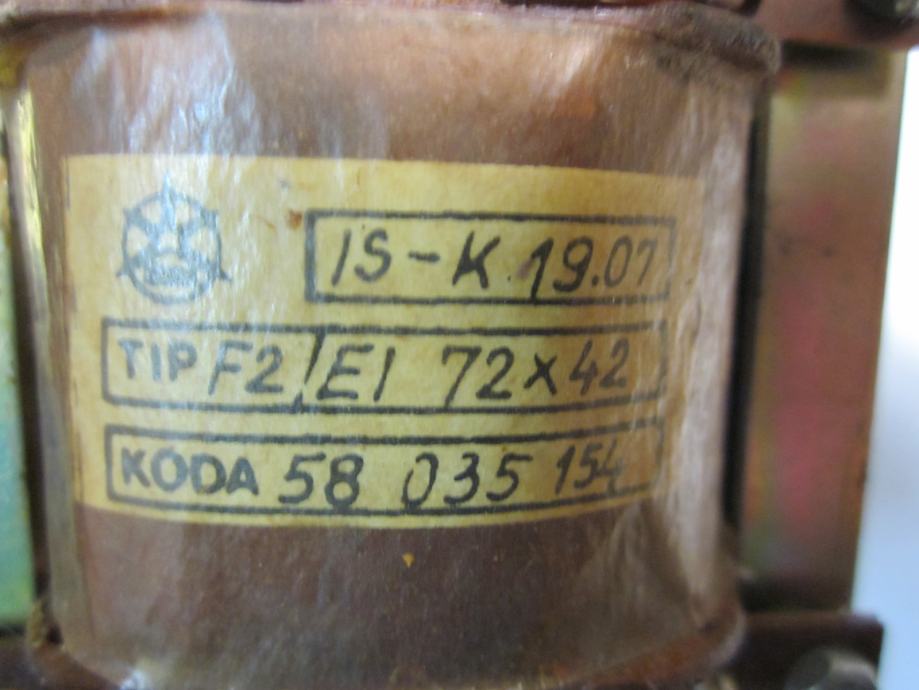 IS-K 19.07
TIP F2/EI 72x42
KODA 58 035 154